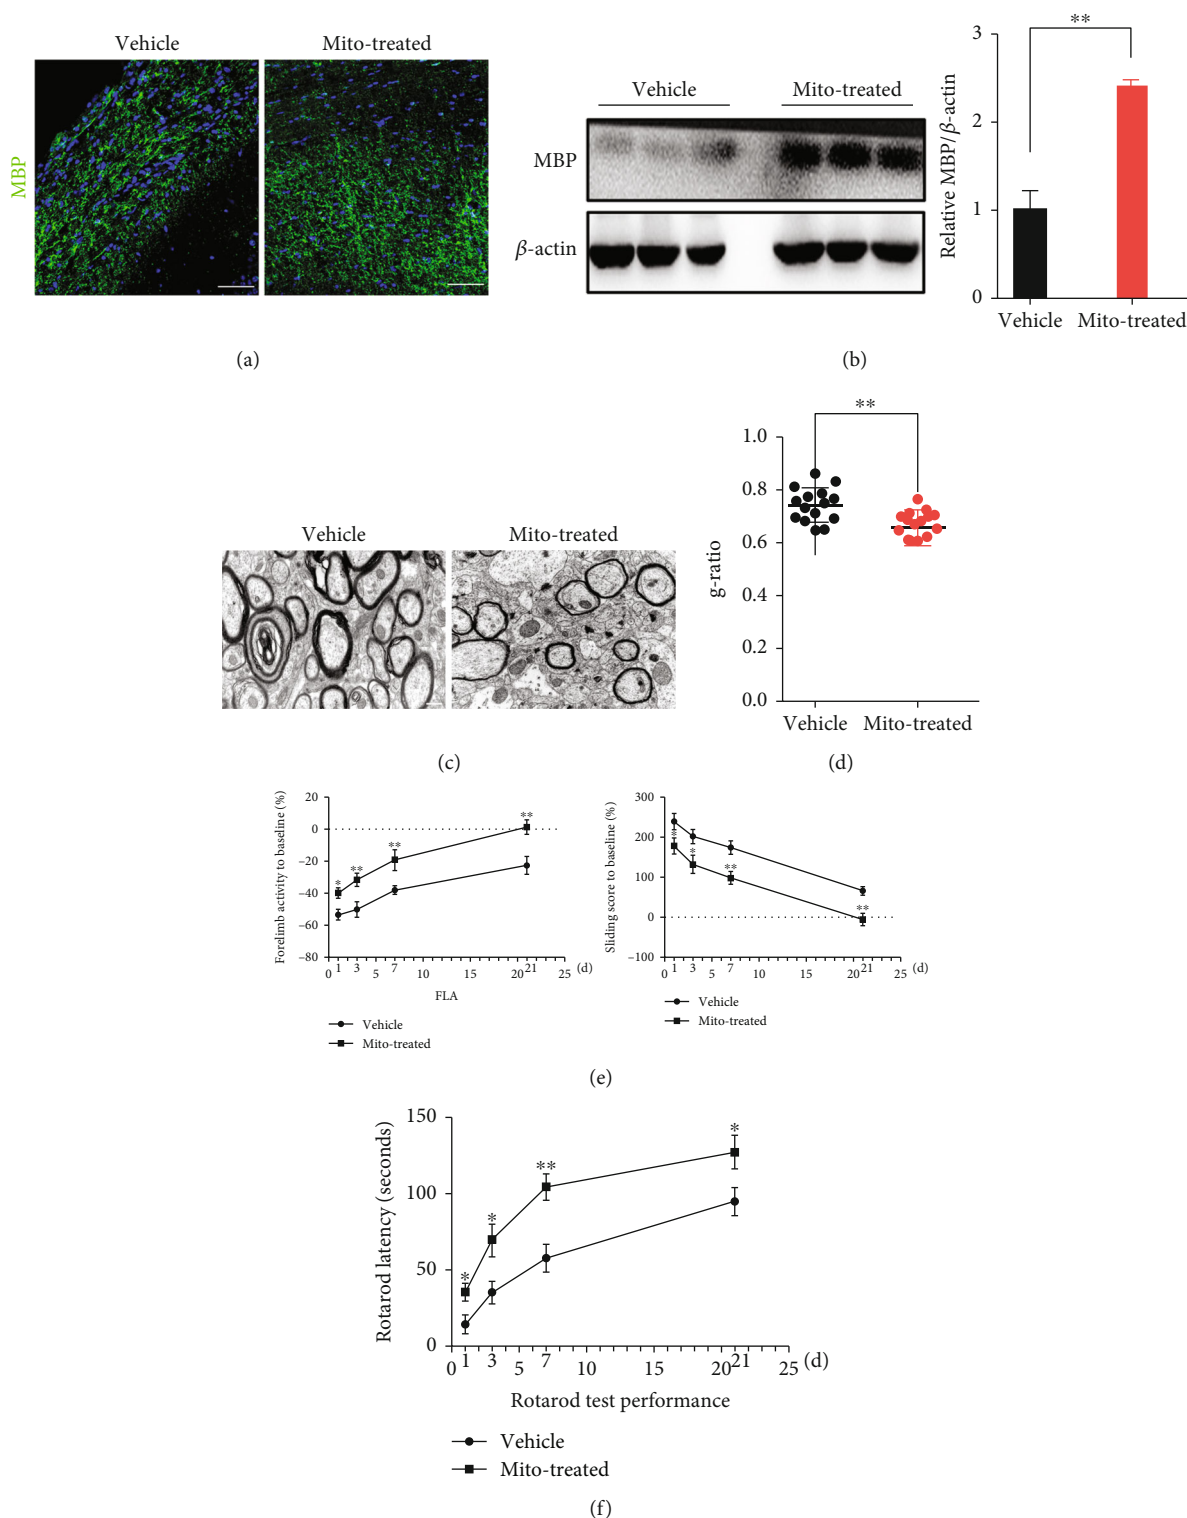 Vehicle
Mito-treated
MBP
(a)
Vehicle
Mito-treated
MBP
β-actin
**
Relative MBP/β-actin
3
2
1
0
Vehicle
Mito-treated
(b)
Vehicle
Mito-treated
(c)
**
g-ratio
1.0
0.8
0.6
0.4
0.2
0.0
Vehicle
Mito-treated
(d)
Forelimb activity to baseline (%)
20
0
–20
–40
–60
–80
*
**
**
**
0 1 3 5 7 10 15 20 21 25 (d)
FLA
Vehicle
Mito-treated
Sliding score to baseline (%)
300
200
100
0
–100
*
*
**
**
0 1 3 5 7 10 15 20 21 25 (d)
Vehicle
Mito-treated
(e)
Rotarod latency (seconds)
150
100
50
0
*
*
**
*
0 1 3 5 7 10 15 20 21 25 (d)
Rotarod test performance
Vehicle
Mito-treated
(f)